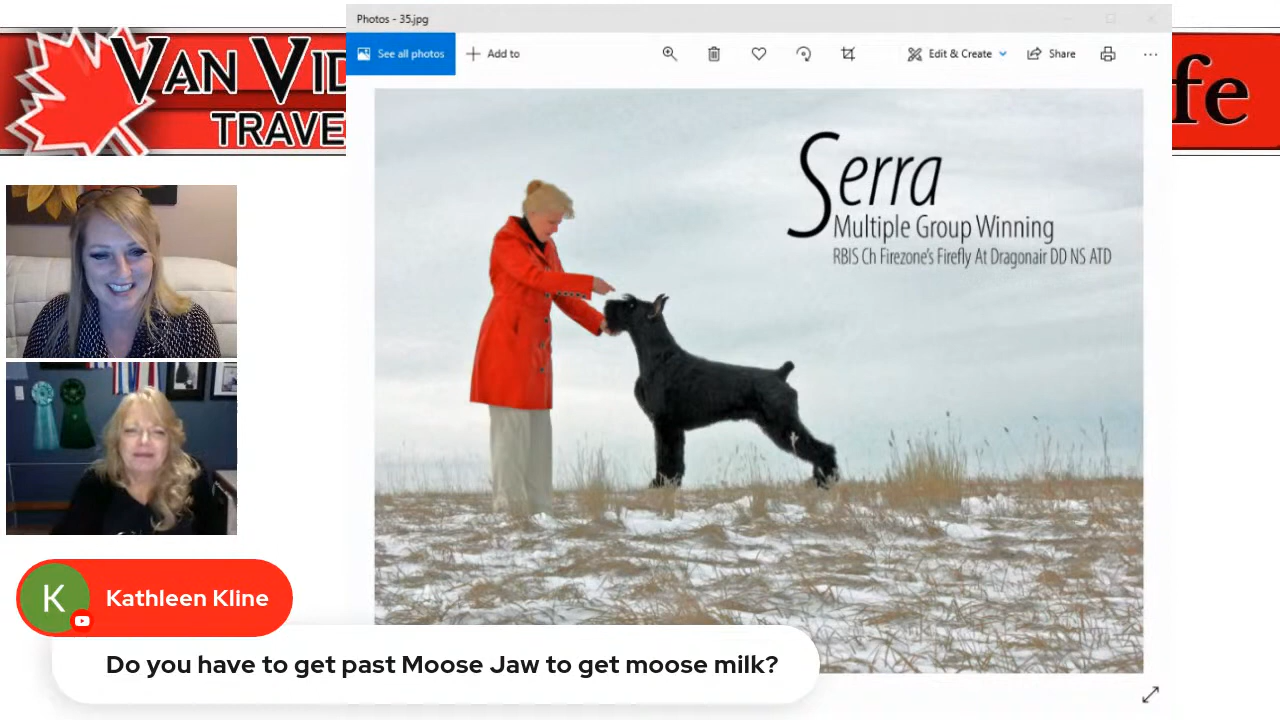 Photos - 35.jpg
See all photos
Add to
Edit & Create
Share
VAN VID
TRAVE
fe
Serra
Multiple Group Winning
RBIS Ch Firezone's Firefly At Dragonair DD NS ATD
K
Kathleen Kline
Do you have to get past Moose Jaw to get moose milk?